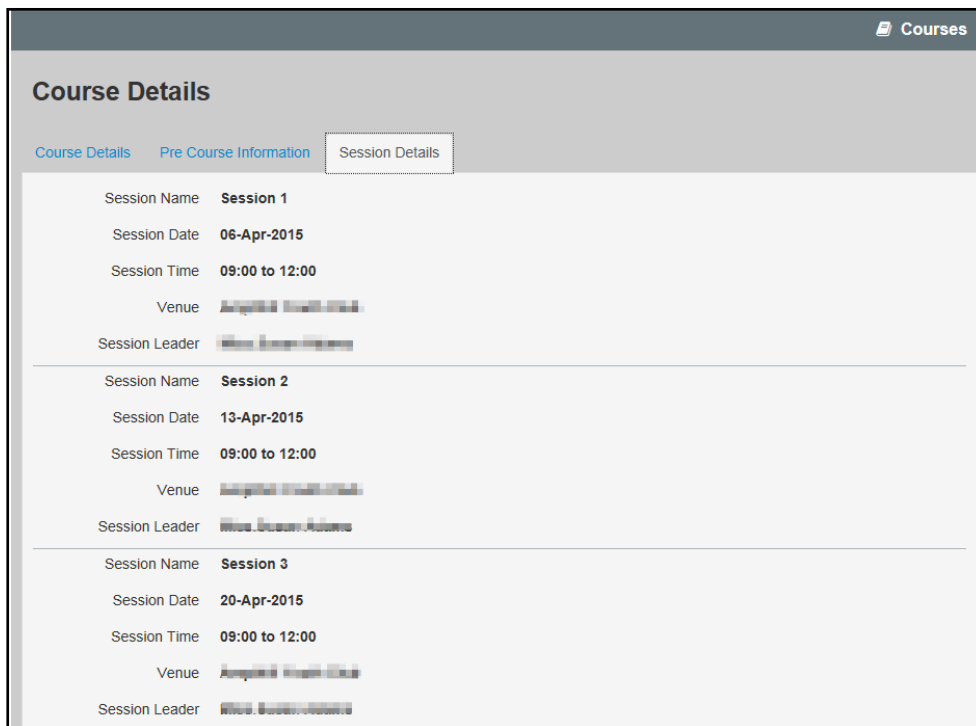 Courses
Course Details
Course Details Pre Course Information Session Details
Session Name Session 1
Session Date 06-Apr-2015
Session Time 09:00 to 12:00
Venue
Session Leader
Session Name Session 2
Session Date 13-Apr-2015
Session Time 09:00 to 12:00
Venue
Session Leader
Session Name Session 3
Session Date 20-Apr-2015
Session Time 09:00 to 12:00
Venue
Session Leader